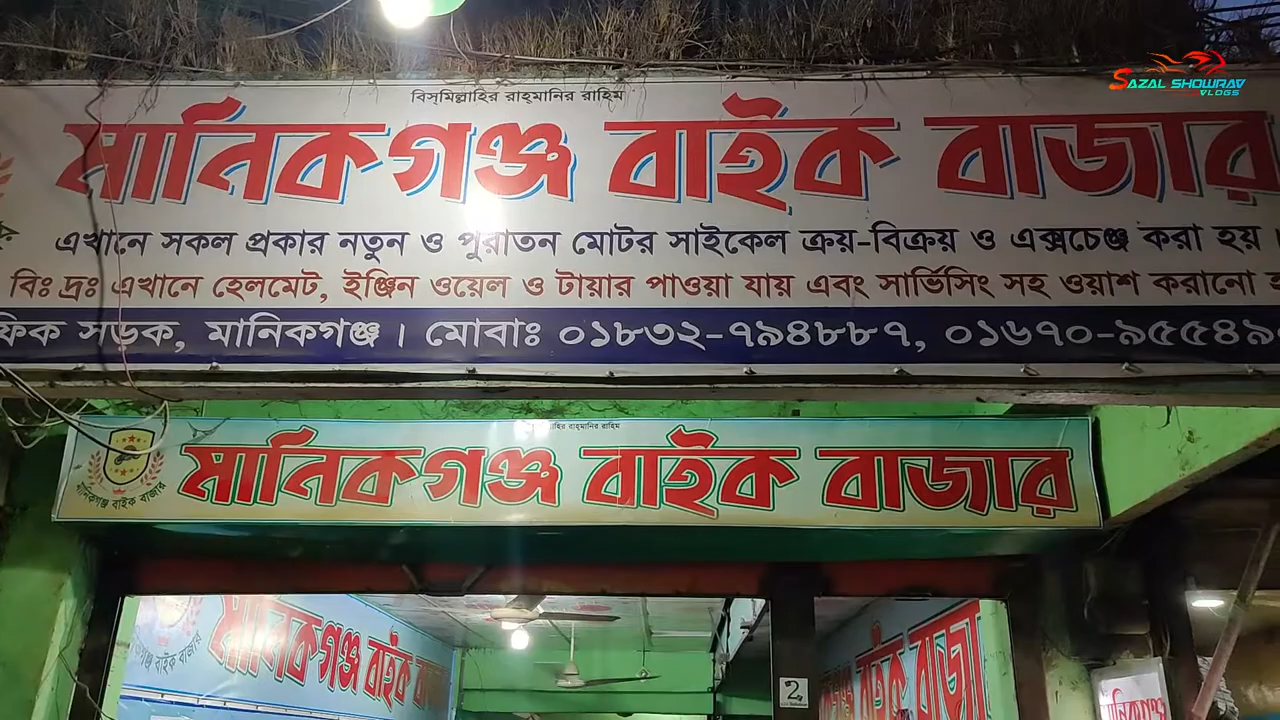 SAZAL SHOWRAV
VLOGS
বিস্‌মিল্লাহির রাহ্‌মানির রাহিম
মানিকগঞ্জ বাইক বাজার
এখানে সকল প্রকার নতুন ও পুরাতন মোটর সাইকেল ক্রয়-বিক্রয় ও এক্সচেঞ্জ করা হয়।
বিঃ দ্রঃ এখানে হেলমেট, ইঞ্জিন ওয়েল ও টায়ার পাওয়া যায় এবং সার্ভিসিং সহ ওয়াশ করানো
সড়ক, মানিকগঞ্জ। মোবাঃ ০১৮৩২-৭৯৪৮৮৭, ০১৬৭০-৯৫৫৪৯
রাহ্‌মানির রাহিম
মানিকগঞ্জ বাইক বাজার
মানিকগঞ্জ বাইক বাজার
মানিকগঞ্জ বাইক
বাইক বাজার
বাইক
2